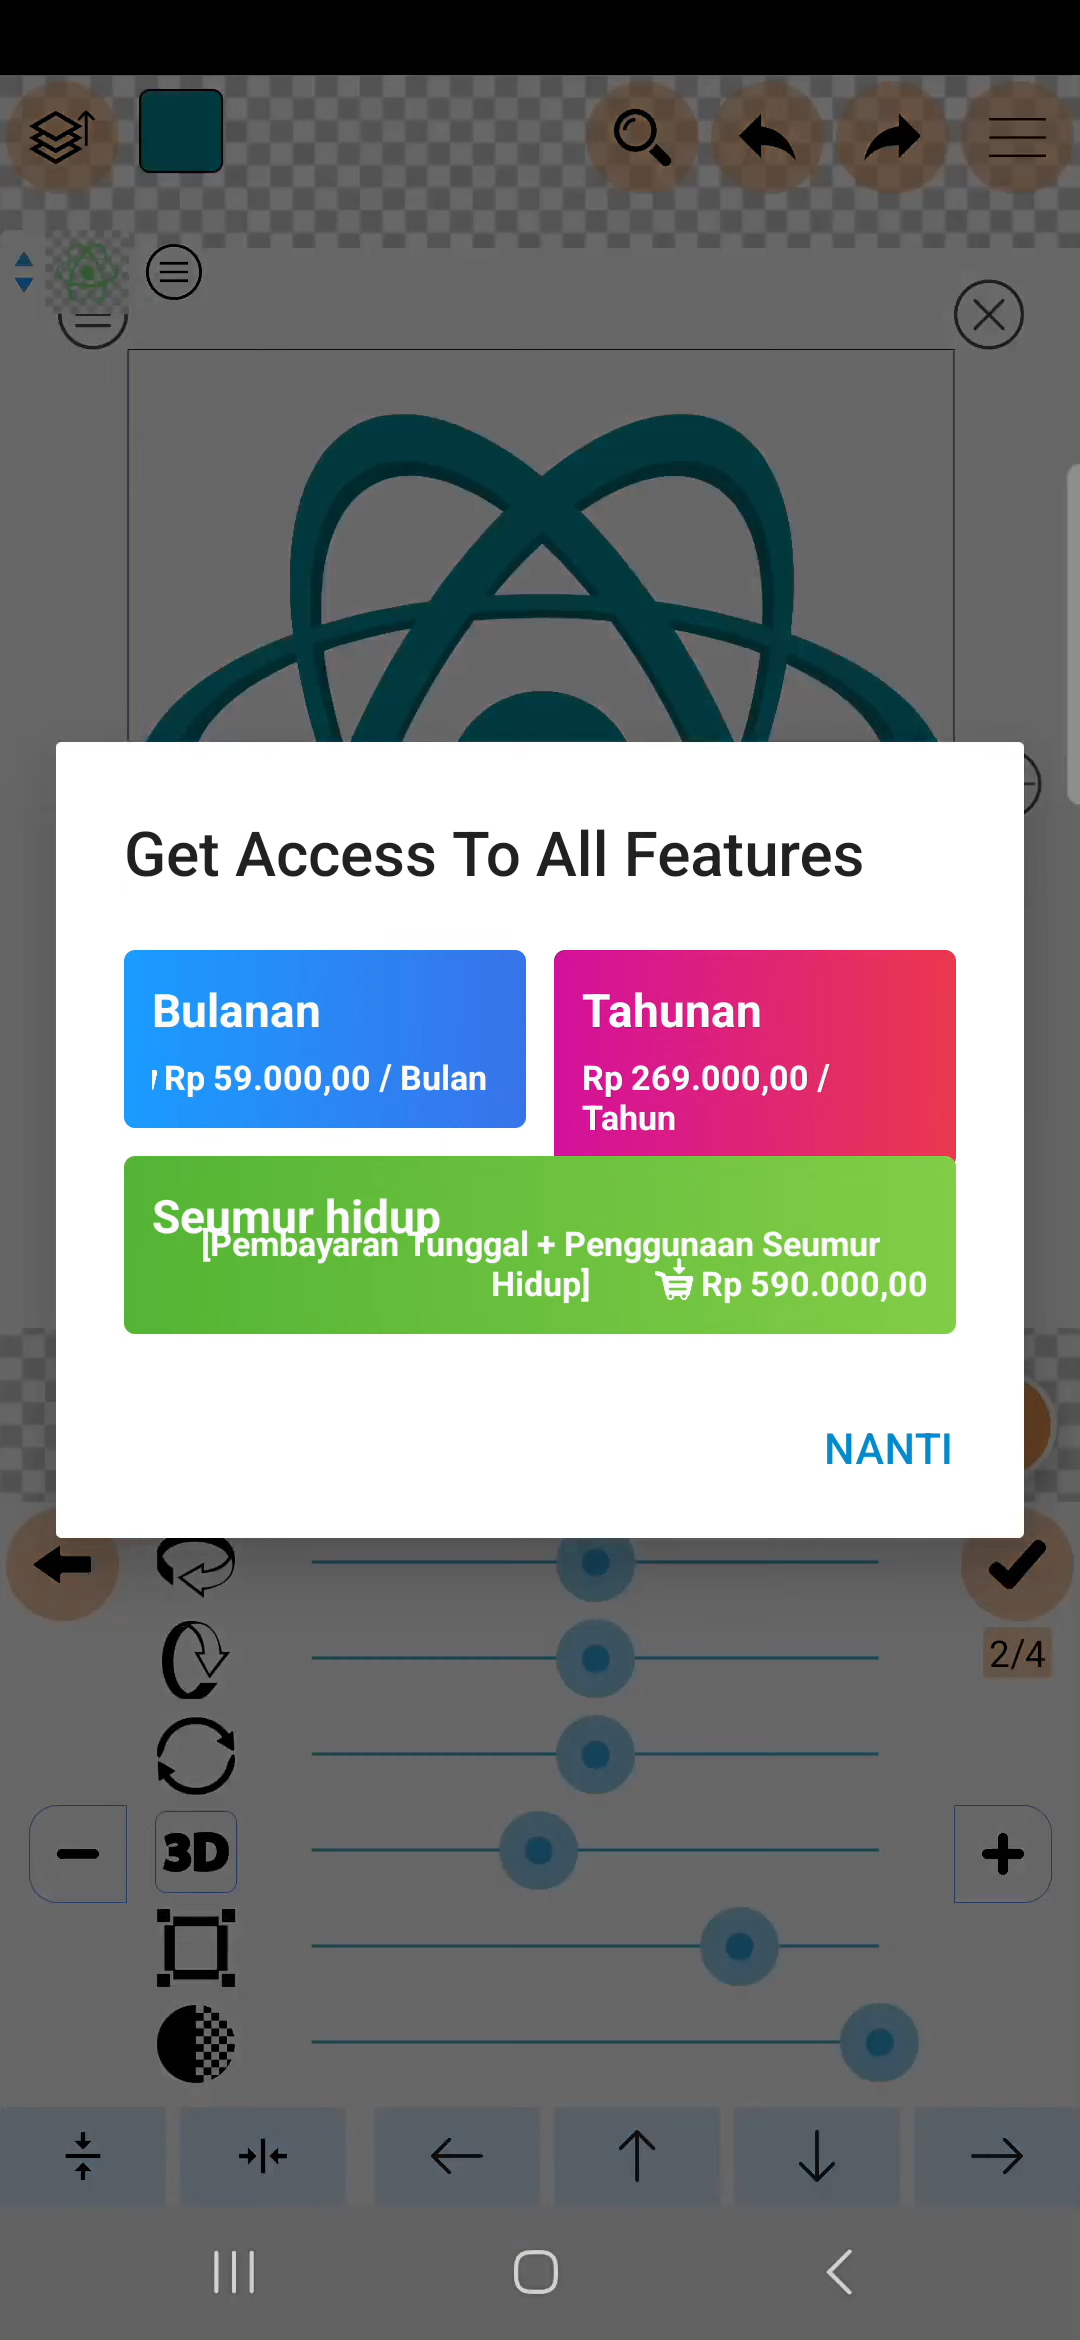 Get Access To All Features
Bulanan
Rp 59.000,00 / Bulan
Tahunan
Rp 269.000,00 /
Tahun
Seumur hidup
[Pembayaran Tunggal + Penggunaan Seumur
Hidup]
Rp 590.000,00
NANTI
2/4
3D